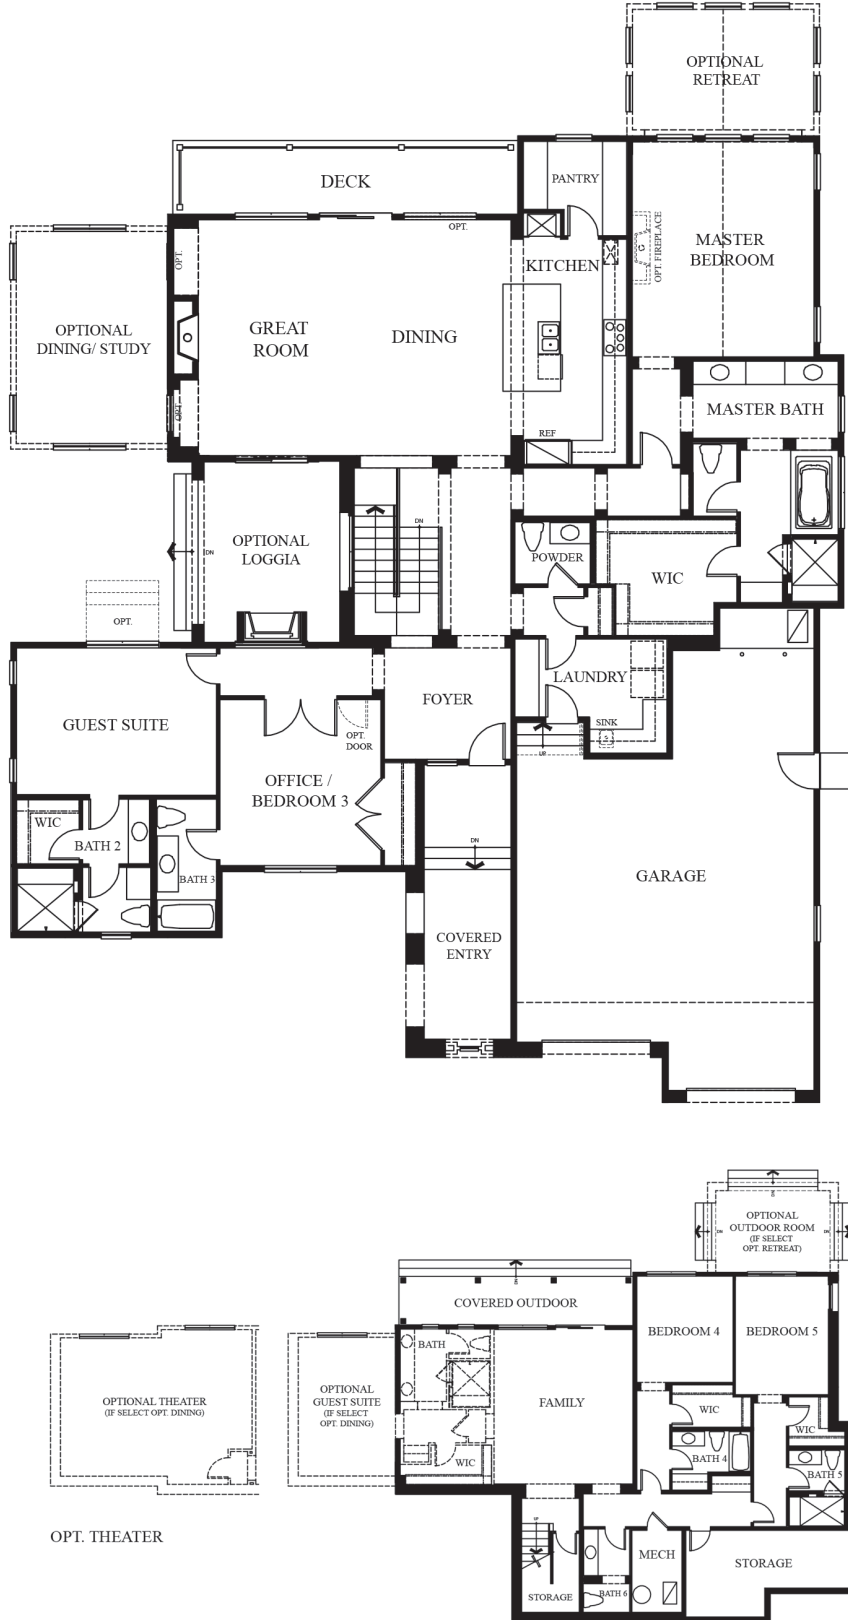 OPTIONAL
RETREAT
DECK
PANTRY
OPT.
KITCHEN
MASTER
BEDROOM
OPT. FIREPLACE
OPT.
OPTIONAL
DINING/ STUDY
GREAT
ROOM
DINING
OPT.
REF
MASTER BATH
DN
OPTIONAL
LOGGIA
DN
POWDER
WIC
OPT.
LAUNDRY
SINK
UP
GUEST SUITE
FOYER
OPT.
DOOR
OFFICE /
BEDROOM 3
WIC
BATH 2
BATH 3
DN
GARAGE
COVERED
ENTRY
OPTIONAL
OUTDOOR ROOM
(IF SELECT
OPT. RETREAT)
DN
DN
DN
DN
COVERED OUTDOOR
BEDROOM 4
BEDROOM 5
BATH
OPTIONAL THEATER
(IF SELECT OPT. DINING)
OPTIONAL
GUEST SUITE
(IF SELECT
OPT. DINING)
FAMILY
WIC
WIC
WIC
BATH 4
BATH 5
OPT. THEATER
UP
MECH
STORAGE
STORAGE
BATH 6